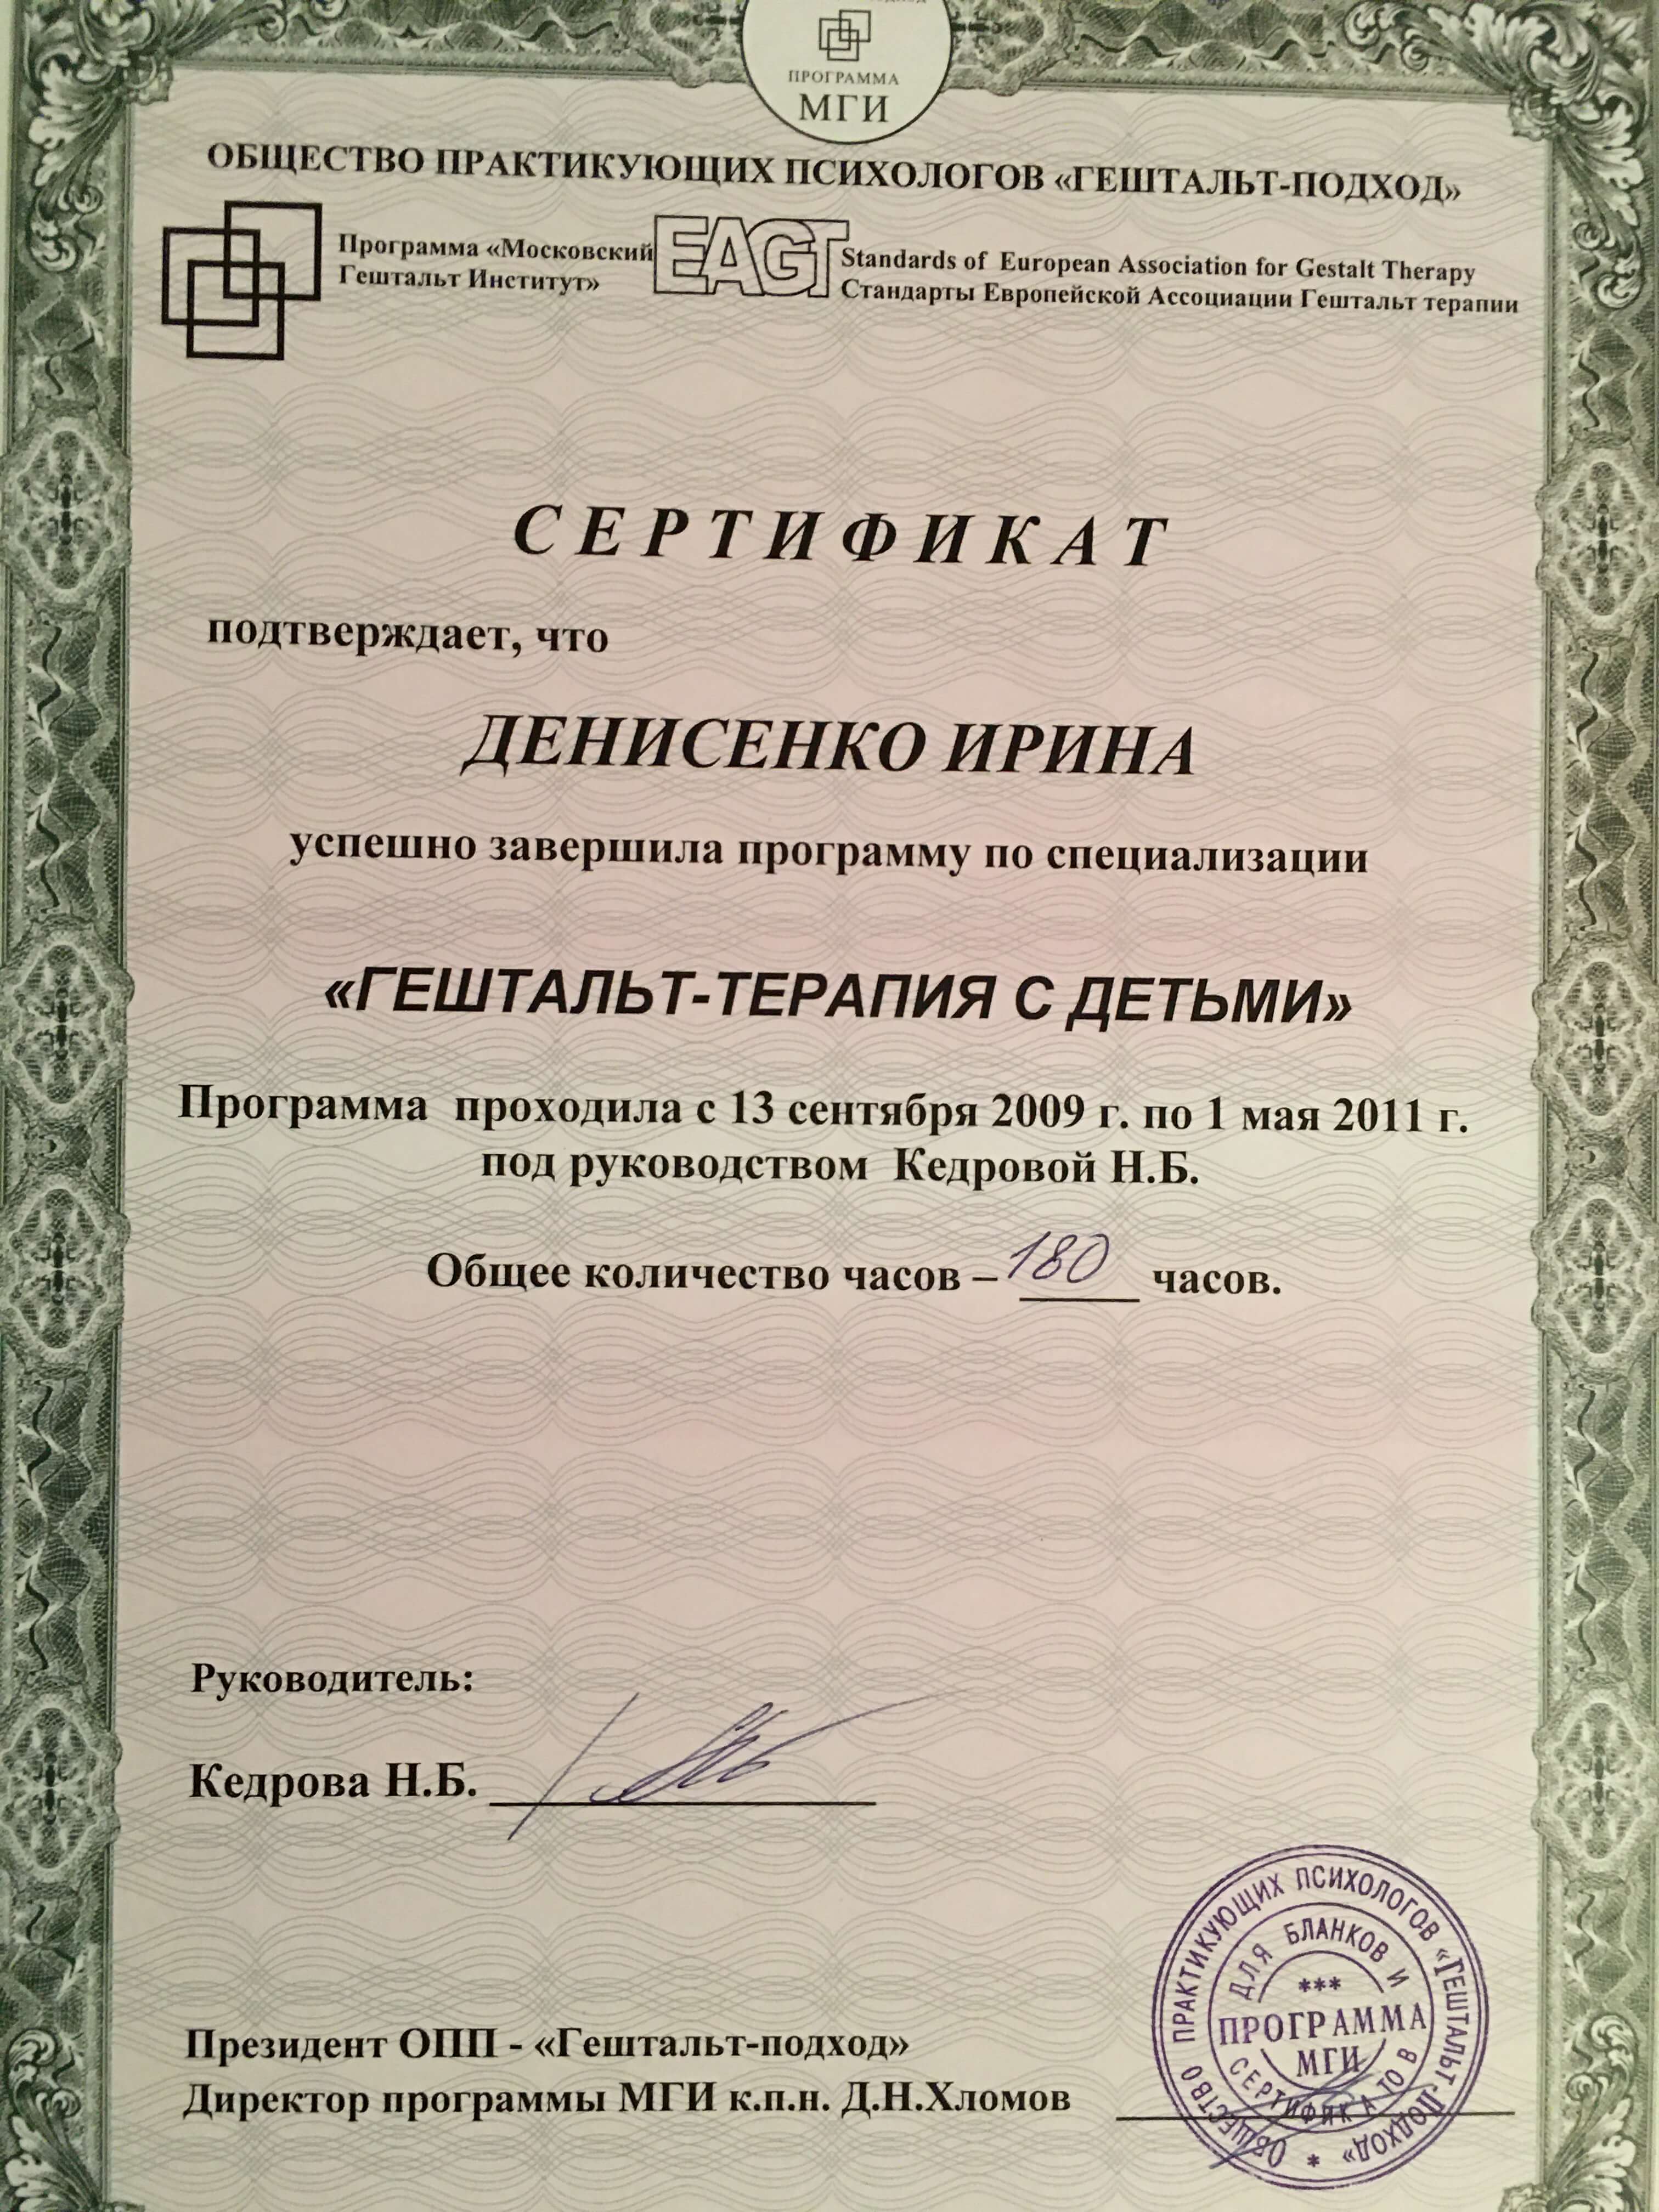 ПРОГРАММА
МГИ
ОБЩЕСТВО ПРАКТИКУЮЩИХ ПСИХОЛОГОВ «ГЕШТАЛЬТ-ПОДХОД»
Программа «Московский
Гештальт Институт»
EAGT
Standards of European Association for Gestalt Therapy
Стандарты Европейской Ассоциации Гештальт терапии
СЕРТИФИКАТ
подтверждает, что
ДЕНИСЕНКО ИРИНА
успешно завершила программу по специализации
«ГЕШТАЛЬТ-ТЕРАПИЯ С ДЕТЬМИ»
Программа проходила с 13 сентября 2009 г. по 1 мая 2011 г.
под руководством Кедровой Н.Б.
Общее количество часов – 180 часов.
Руководитель:
Кедрова Н.Б.
Президент ОПП - «Гештальт-подход»
Директор программы МГИ к.п.н. Д.Н.Хломов
ОБЩЕСТВО ПРАКТИКУЮЩИХ ПСИХОЛОГОВ «ГЕШТАЛЬТ-ПОДХОД» *
ДЛЯ БЛАНКОВ И СЕРТИФИКАТОВ
***
ПРОГРАММА
МГИ